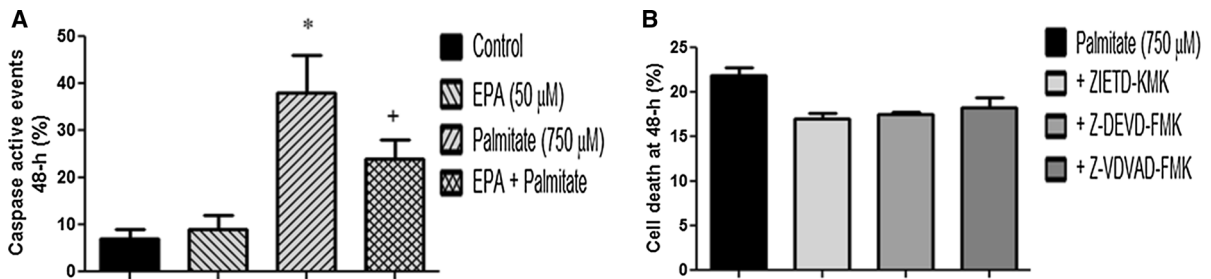 A
Caspase active events
48-h (%)
50
40
30
20
10
0
*
+
Control
EPA (50 µM)
Palmitate (750 µM)
EPA + Palmitate
B
Cell death at 48-h (%)
25
20
15
10
5
0
Palmitate (750 µM)
+ ZIETD-KMK
+ Z-DEVD-FMK
+ Z-VDVAD-FMK